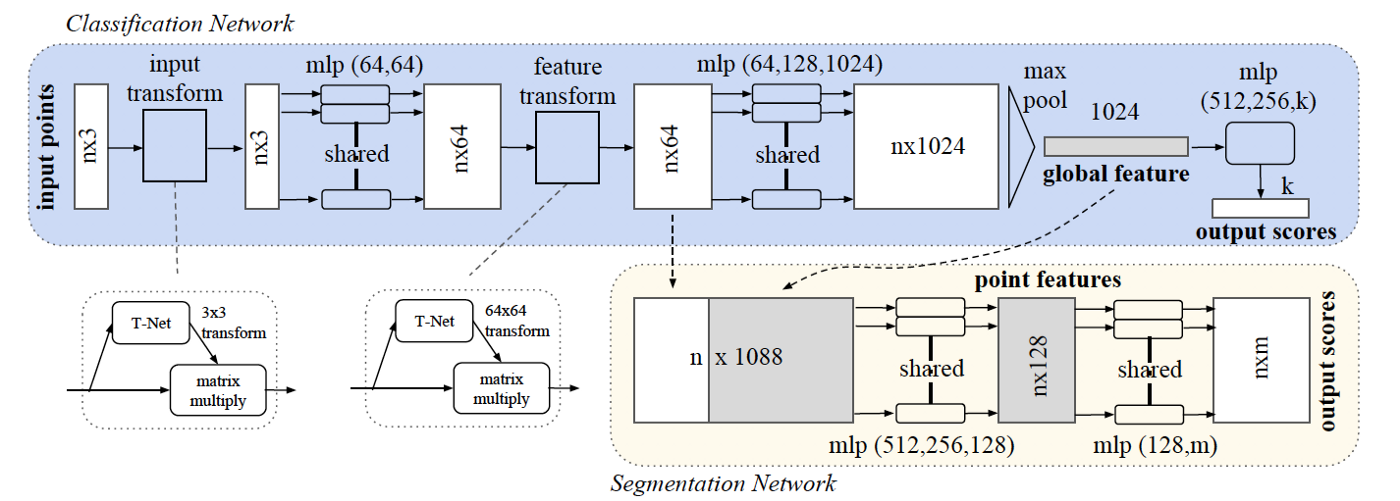 Classification Network
input points
nx3
input
transform
nx3
mlp (64,64)
shared
nx64
feature
transform
nx64
mlp (64,128,1024)
shared
nx1024
max
pool
1024
global feature
mlp
(512,256,k)
k
output scores
T-Net
3x3
transform
matrix
multiply
T-Net
64x64
transform
matrix
multiply
point features
n x 1088
shared
mlp (512,256,128)
nx128
shared
mlp (128,m)
nxm
output scores
Segmentation Network